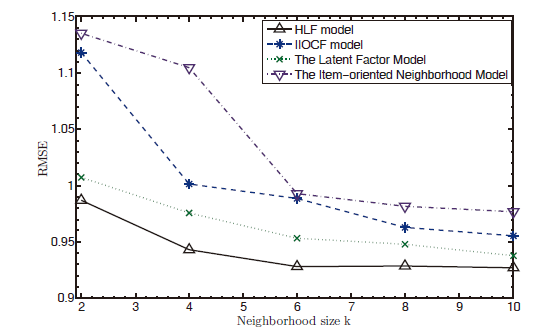 1.15
1.1
1.05
1
0.95
0.9
RMSE
HLF model
IIOCF model
The Latent Factor Model
The Item-oriented Neighborhood Model
2 3 4 5 6 7 8 9 10
Neighborhood size k